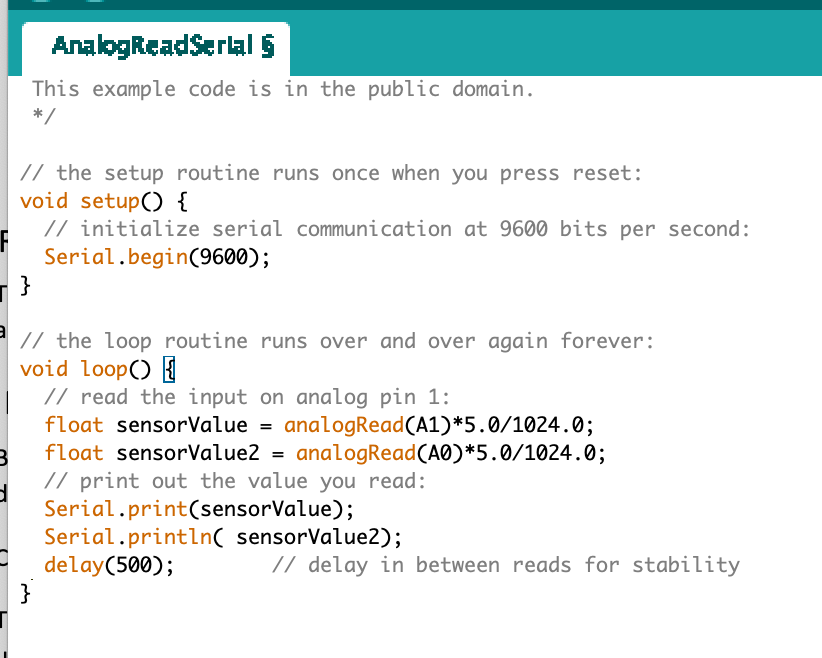 AnalogReadSerial §
This example code is in the public domain.
*/
// the setup routine runs once when you press reset:
void setup() {
  // initialize serial communication at 9600 bits per second:
  Serial.begin(9600);
}
// the loop routine runs over and over again forever:
void loop() {
  // read the input on analog pin 1:
  float sensorValue = analogRead(A1)*5.0/1024.0;
  float sensorValue2 = analogRead(A0)*5.0/1024.0;
  // print out the value you read:
  Serial.print(sensorValue);
  Serial.println( sensorValue2);
  delay(500);        // delay in between reads for stability
}